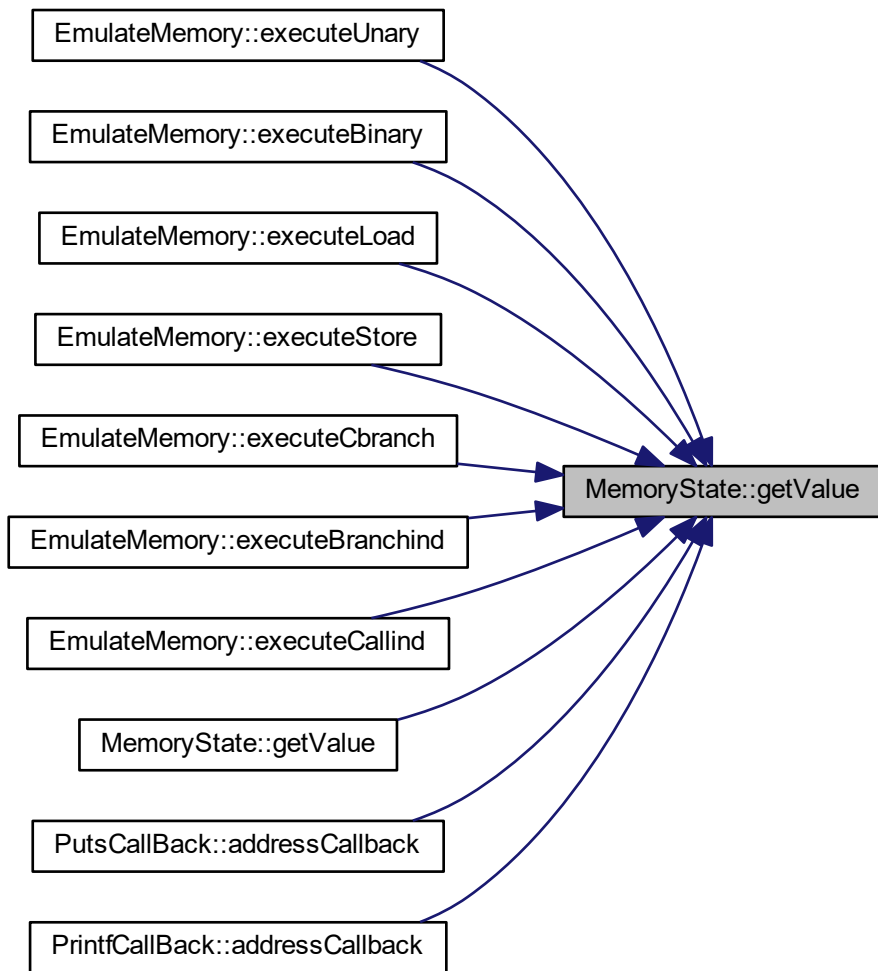 EmulateMemory::executeUnary
EmulateMemory::executeBinary
EmulateMemory::executeLoad
EmulateMemory::executeStore
EmulateMemory::executeCbranch
MemoryState::getValue
EmulateMemory::executeBranchind
EmulateMemory::executeCallind
MemoryState::getValue
PutsCallBack::addressCallback
PrintfCallBack::addressCallback